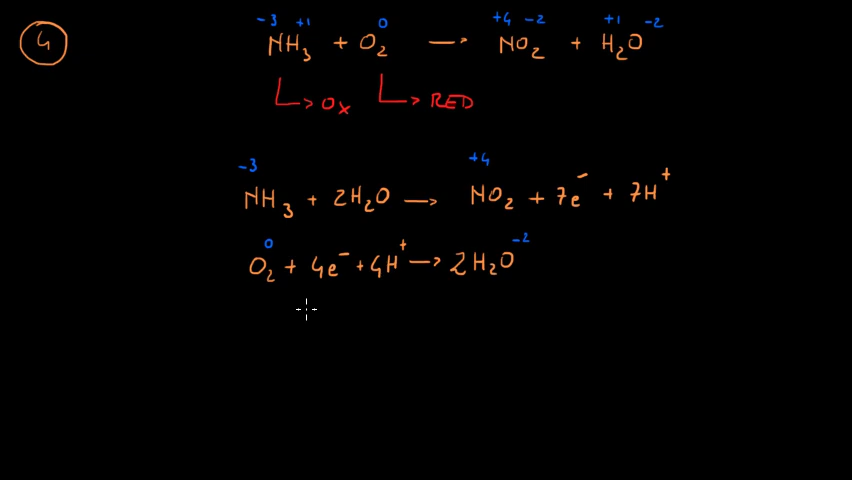 4
-3 +1 0 +4 -2 +1 -2
NH₃ + O₂ → NO₂ + H₂O
OX RED
-3 +4
NH₃ + 2H₂O → NO₂ + 7e⁻ + 7H⁺
0 -2
O₂ + 4e⁻ + 4H⁺ → 2H₂O